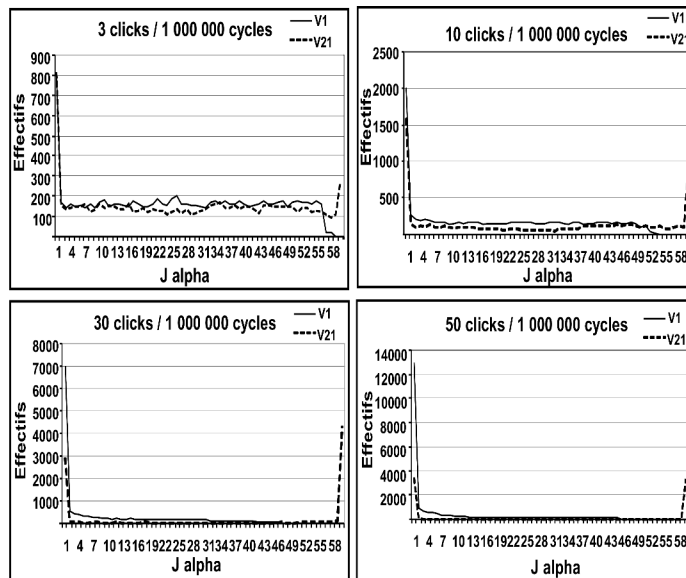 3 clicks / 1 000 000 cycles
V1
V21
Effectifs
900
800
700
600
500
400
300
200
100
1 4 7 10 13 16 19 22 25 28 31 34 37 40 43 46 49 52 55 58
J alpha
10 clicks / 1 000 000 cycles
V1
V21
Effectifs
2500
2000
1500
1000
500
1 4 8 10 13 16 19 22 25 28 31 34 37 40 43 46 49 52 55 58
J alpha
30 clicks / 1 000 000 cycles
V1
V21
Effectifs
8000
7000
6000
5000
4000
3000
2000
1000
1 4 7 10 13 16 19 22 25 28 31 34 37 40 43 46 49 52 55 58
J alpha
50 clicks / 1 000 000 cycles
V1
V21
Effectifs
14000
12000
10000
8000
6000
4000
2000
1 4 7 10 13 16 19 22 25 28 31 34 37 40 43 46 49 52 55 58
J alpha